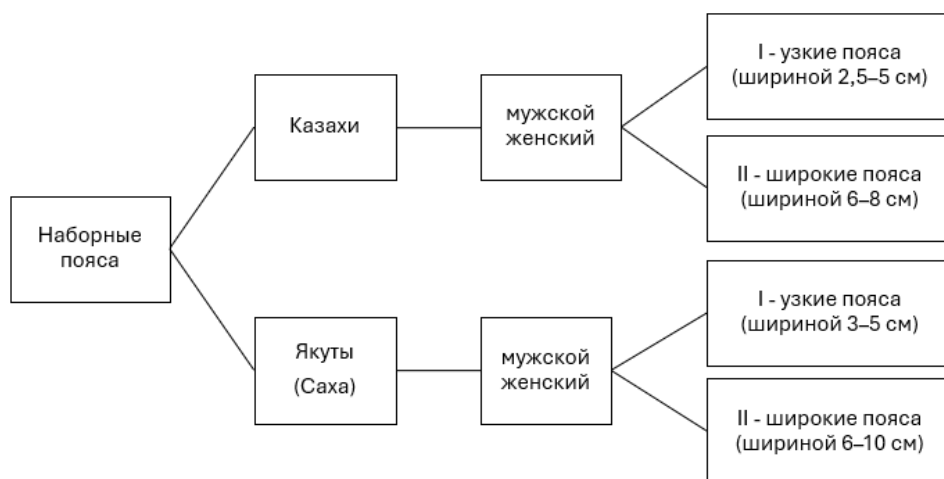 Наборные
пояса
Казахи
мужской
женский
I - узкие пояса
(шириной 2,5–5 см)
II - широкие пояса
(шириной 6–8 см)
Якуты
(Саха)
мужской
женский
I - узкие пояса
(шириной 3–5 см)
II - широкие пояса
(шириной 6–10 см)